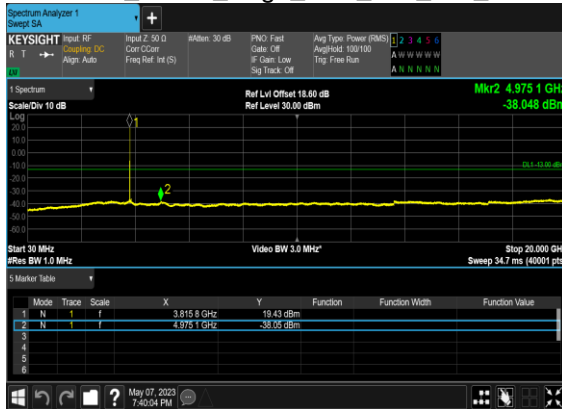 Spectrum Analyzer 1
Swept SA
+
KEYSIGHT Input: RF Input Z: 50 Ω #Atten: 30 dB PNO: Fast Avg Type: Power (RMS) 1 2 3 4 5 6
R T Coupling: DC Corr CCorr Gate: Off Avg|Hold: 100/100 A W W W W W
Align: Auto Freq Ref: Int (S) IF Gain: Low Trig: Free Run
Sig Track: Off A N N N N N
LXI
1 Spectrum Ref Lvl Offset 18.60 dB Mkr2 4.975 1 GHz
Scale/Div 10 dB Ref Level 30.00 dBm -38.048 dBm
Log
20.0
10.0
0.00
-10.0
-20.0
-30.0
-40.0
-50.0
-60.0
1
2
DL1 -13.00 dB
Start 30 MHz Video BW 3.0 MHz* Stop 20.000 GH
#Res BW 1.0 MHz Sweep 34.7 ms (40001 pts
5 Marker Table
Mode Trace Scale X Y Function Function Width Function Value
1 N 1 f 3.815 8 GHz 19.43 dBm
2 N 1 f 4.975 1 GHz -38.05 dBm
3
4
5
6
? May 07, 2023
7:40:04 PM